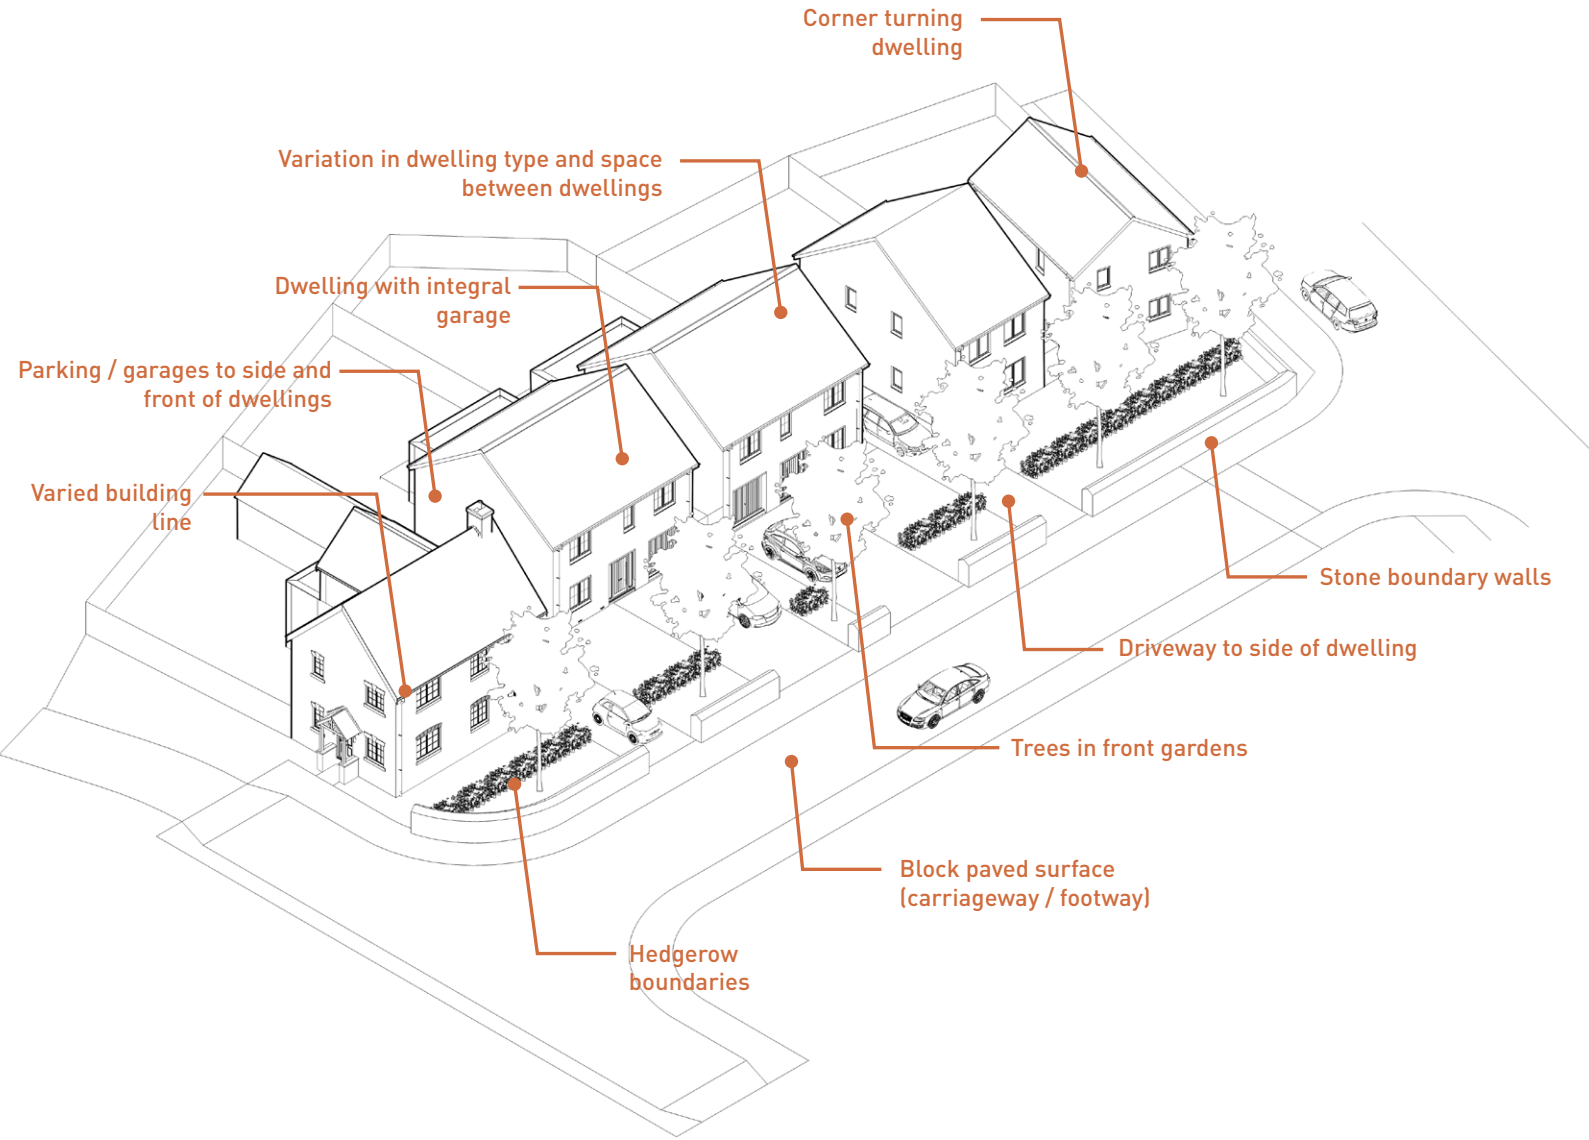 Corner turning
dwelling
Variation in dwelling type and space
between dwellings
Dwelling with integral
garage
Parking / garages to side and
front of dwellings
Varied building
line
Stone boundary walls
Driveway to side of dwelling
Trees in front gardens
Block paved surface
(carriageway / footway)
Hedgerow
boundaries